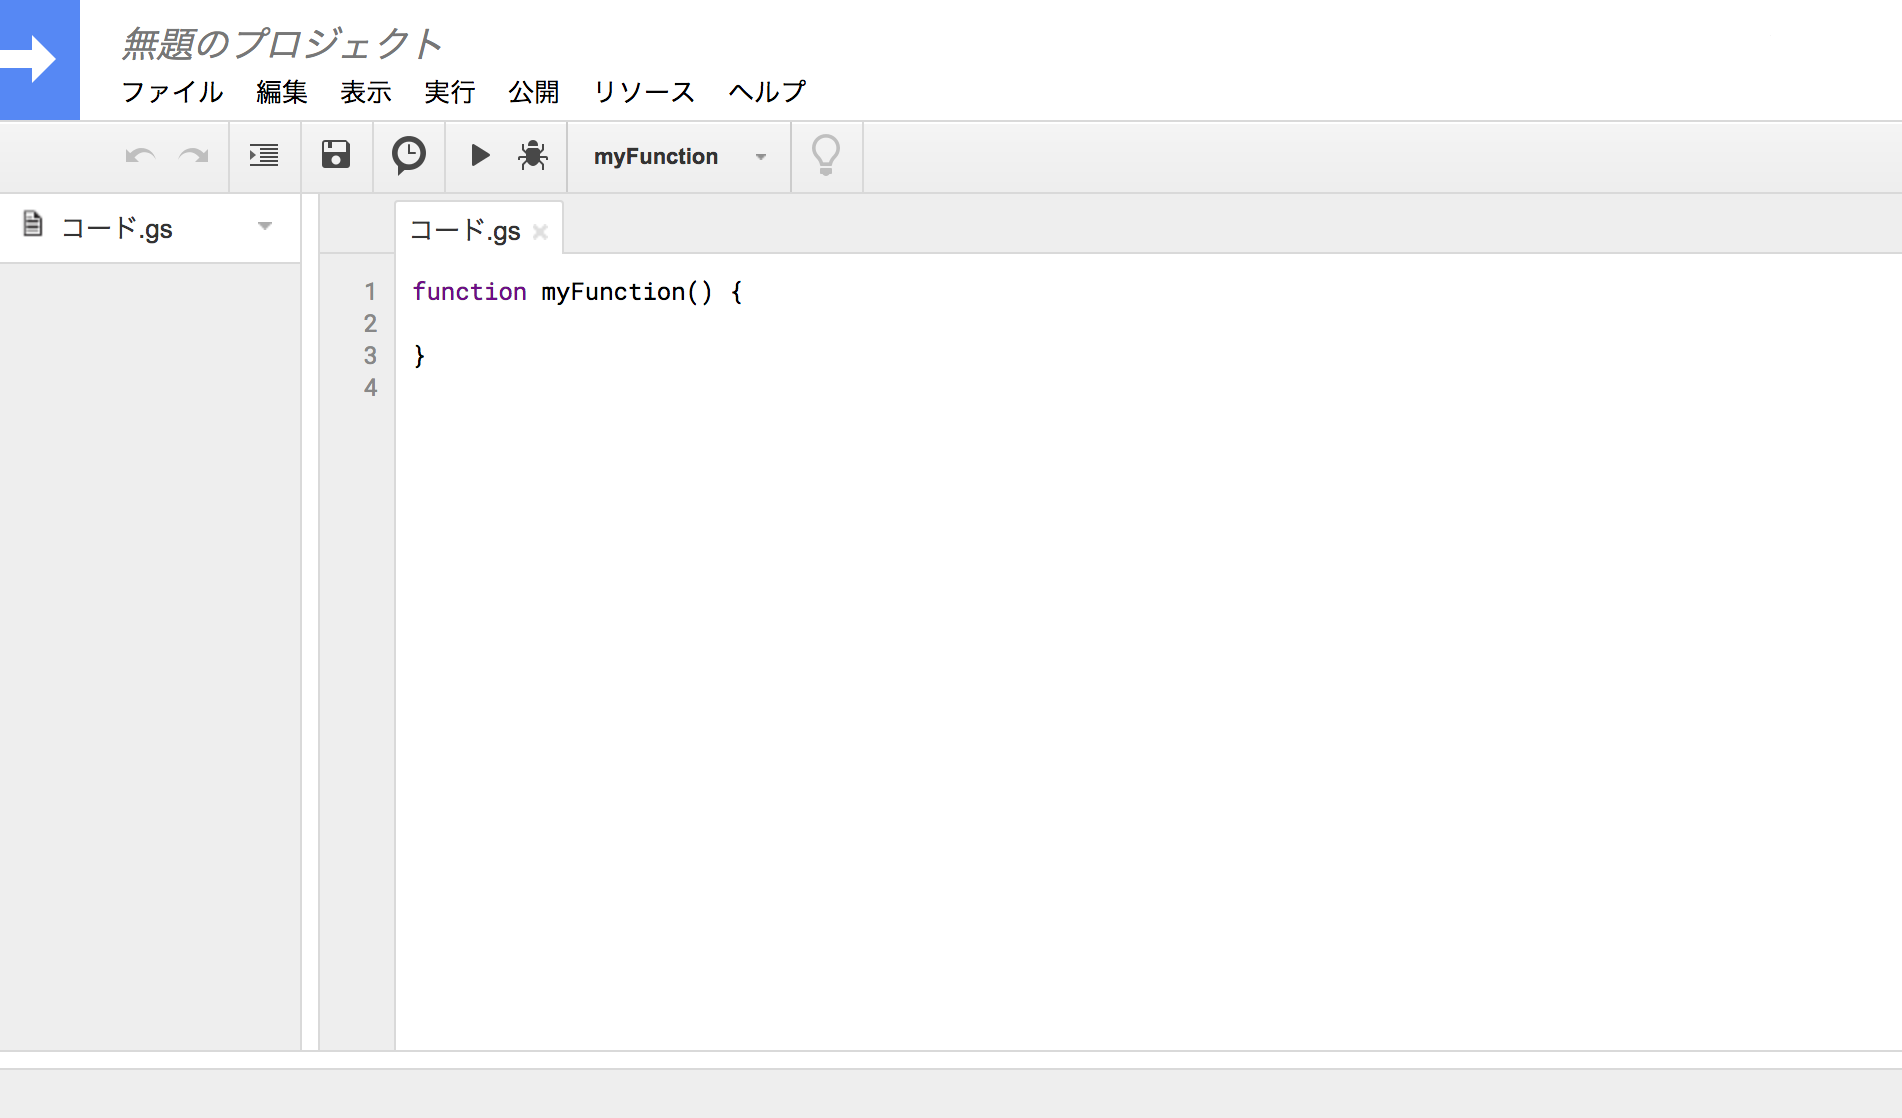 無題のプロジェクト
ファイル 編集 表示 実行 公開 リソース ヘルプ
myFunction
コード.gs
コード.gs
1 function myFunction() {
2
3 }
4